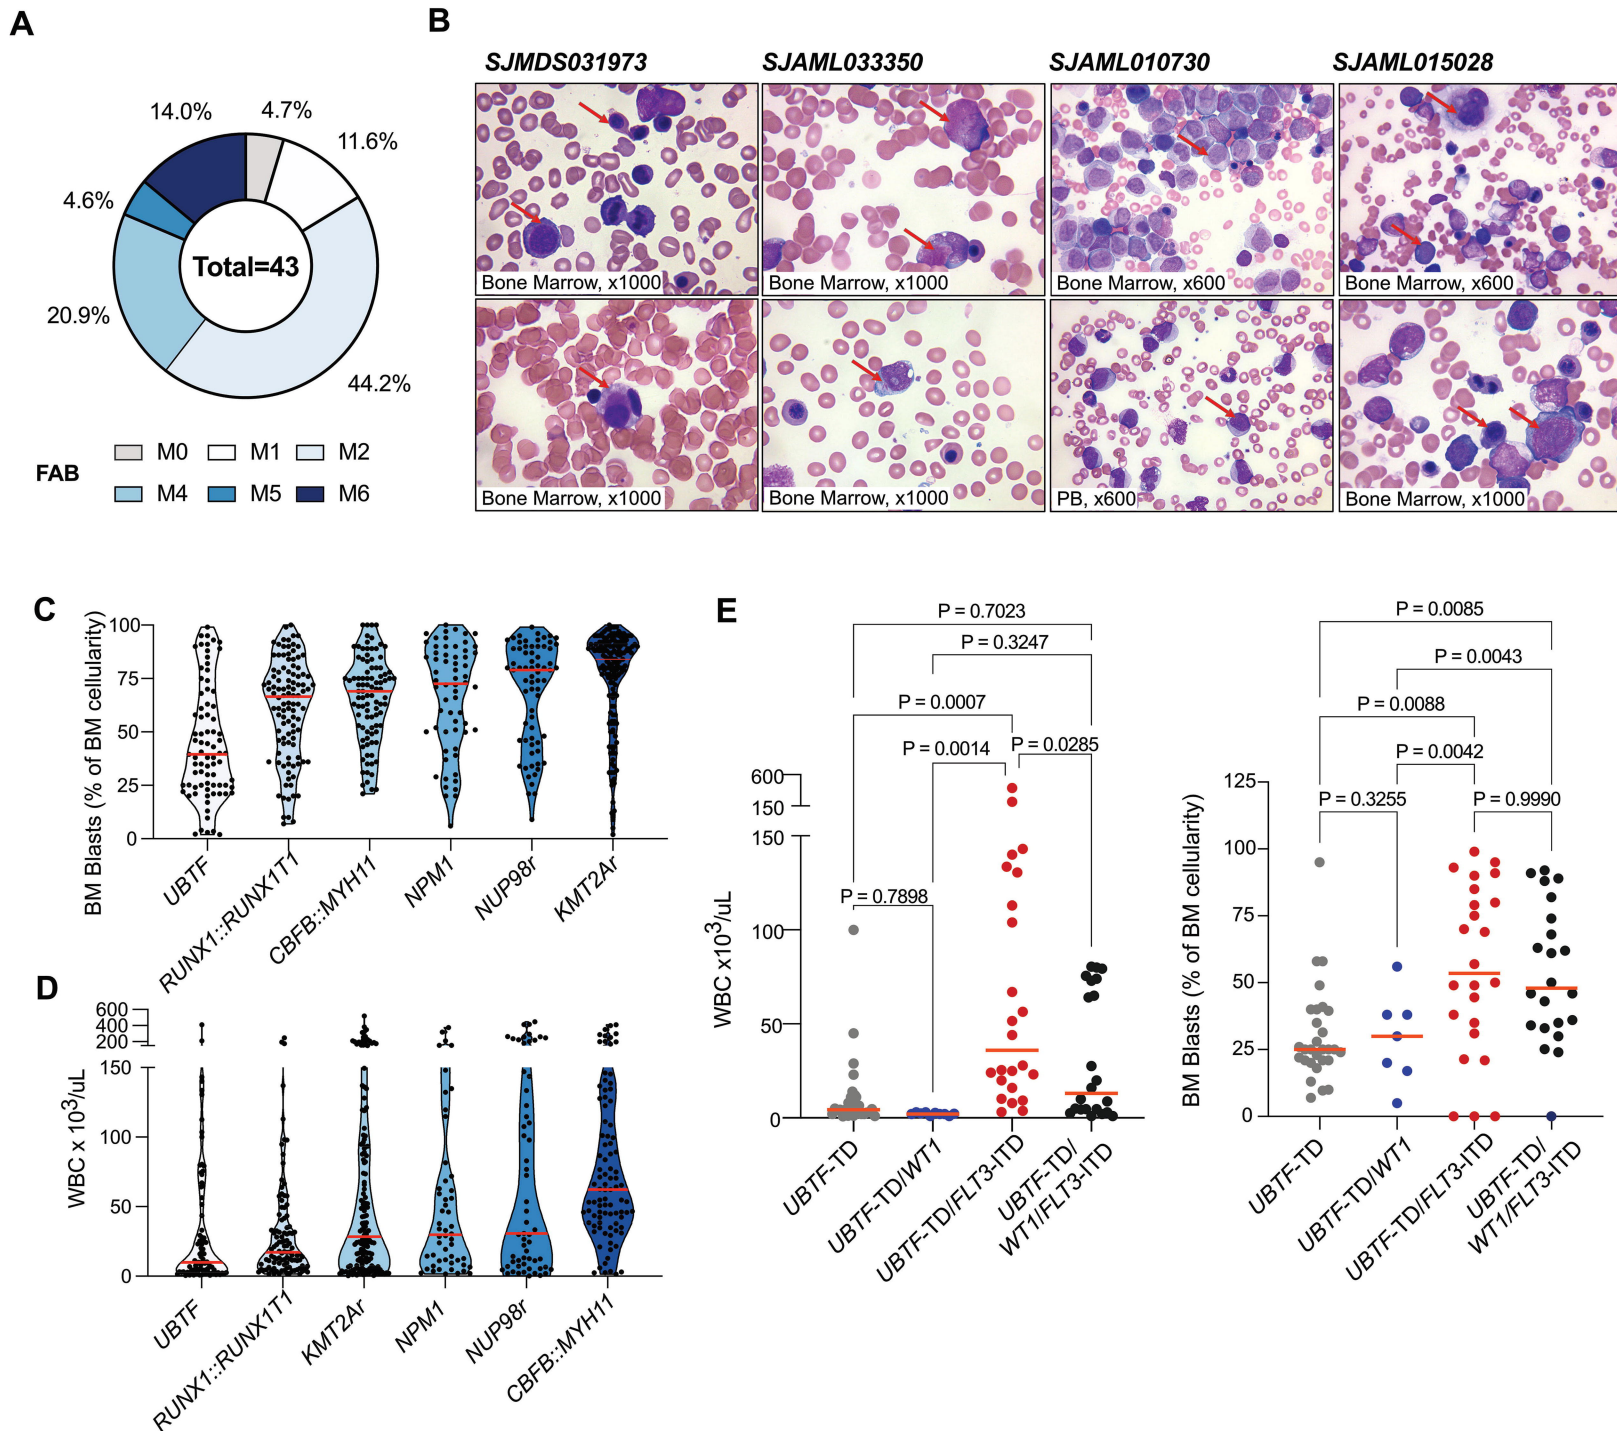 A
14.0%
4.7%
11.6%
4.6%
Total=43
20.9%
44.2%
FAB
M0
M1
M2
M4
M5
M6
B
SJMDS031973
SJAML033350
SJAML010730
SJAML015028
Bone Marrow, x1000
Bone Marrow, x1000
Bone Marrow, x600
Bone Marrow, x600
Bone Marrow, x1000
Bone Marrow, x1000
PB, x600
Bone Marrow, x1000
C
BM Blasts (% of BM cellularity)
100
75
50
25
0
UBTF
RUNX1::RUNX1T1
CBFB::MYH11
NPM1
NUP98r
KMT2Ar
D
WBC x 10³/uL
600
400
200
150
100
50
0
UBTF
RUNX1::RUNX1T1
KMT2Ar
NPM1
NUP98r
CBFB::MYH11
E
P = 0.7023
P = 0.3247
P = 0.0007
P = 0.0014
P = 0.0285
P = 0.7898
WBC x10³/uL
600
150
150
100
50
0
UBTF-TD
UBTF-TD/WT1
UBTF-TD/FLT3-ITD
UBTF-TD/
WT1/FLT3-ITD
P = 0.0085
P = 0.0043
P = 0.0088
P = 0.0042
P = 0.3255
P = 0.9990
BM Blasts (% of BM cellularity)
125
100
75
50
25
0
UBTF-TD
UBTF-TD/WT1
UBTF-TD/FLT3-ITD
UBTF-TD/
WT1/FLT3-ITD